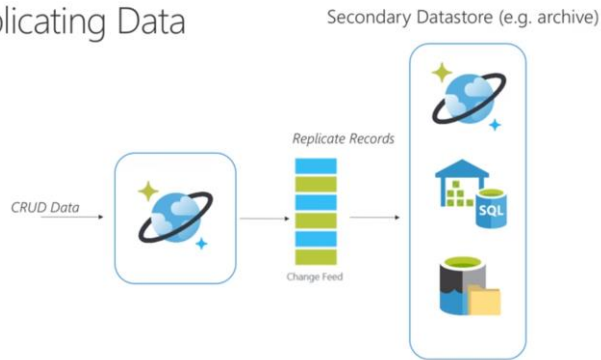 licating Data
Secondary Datastore (e.g. archive)
Replicate Records
CRUD Data
SQL
Change Feed